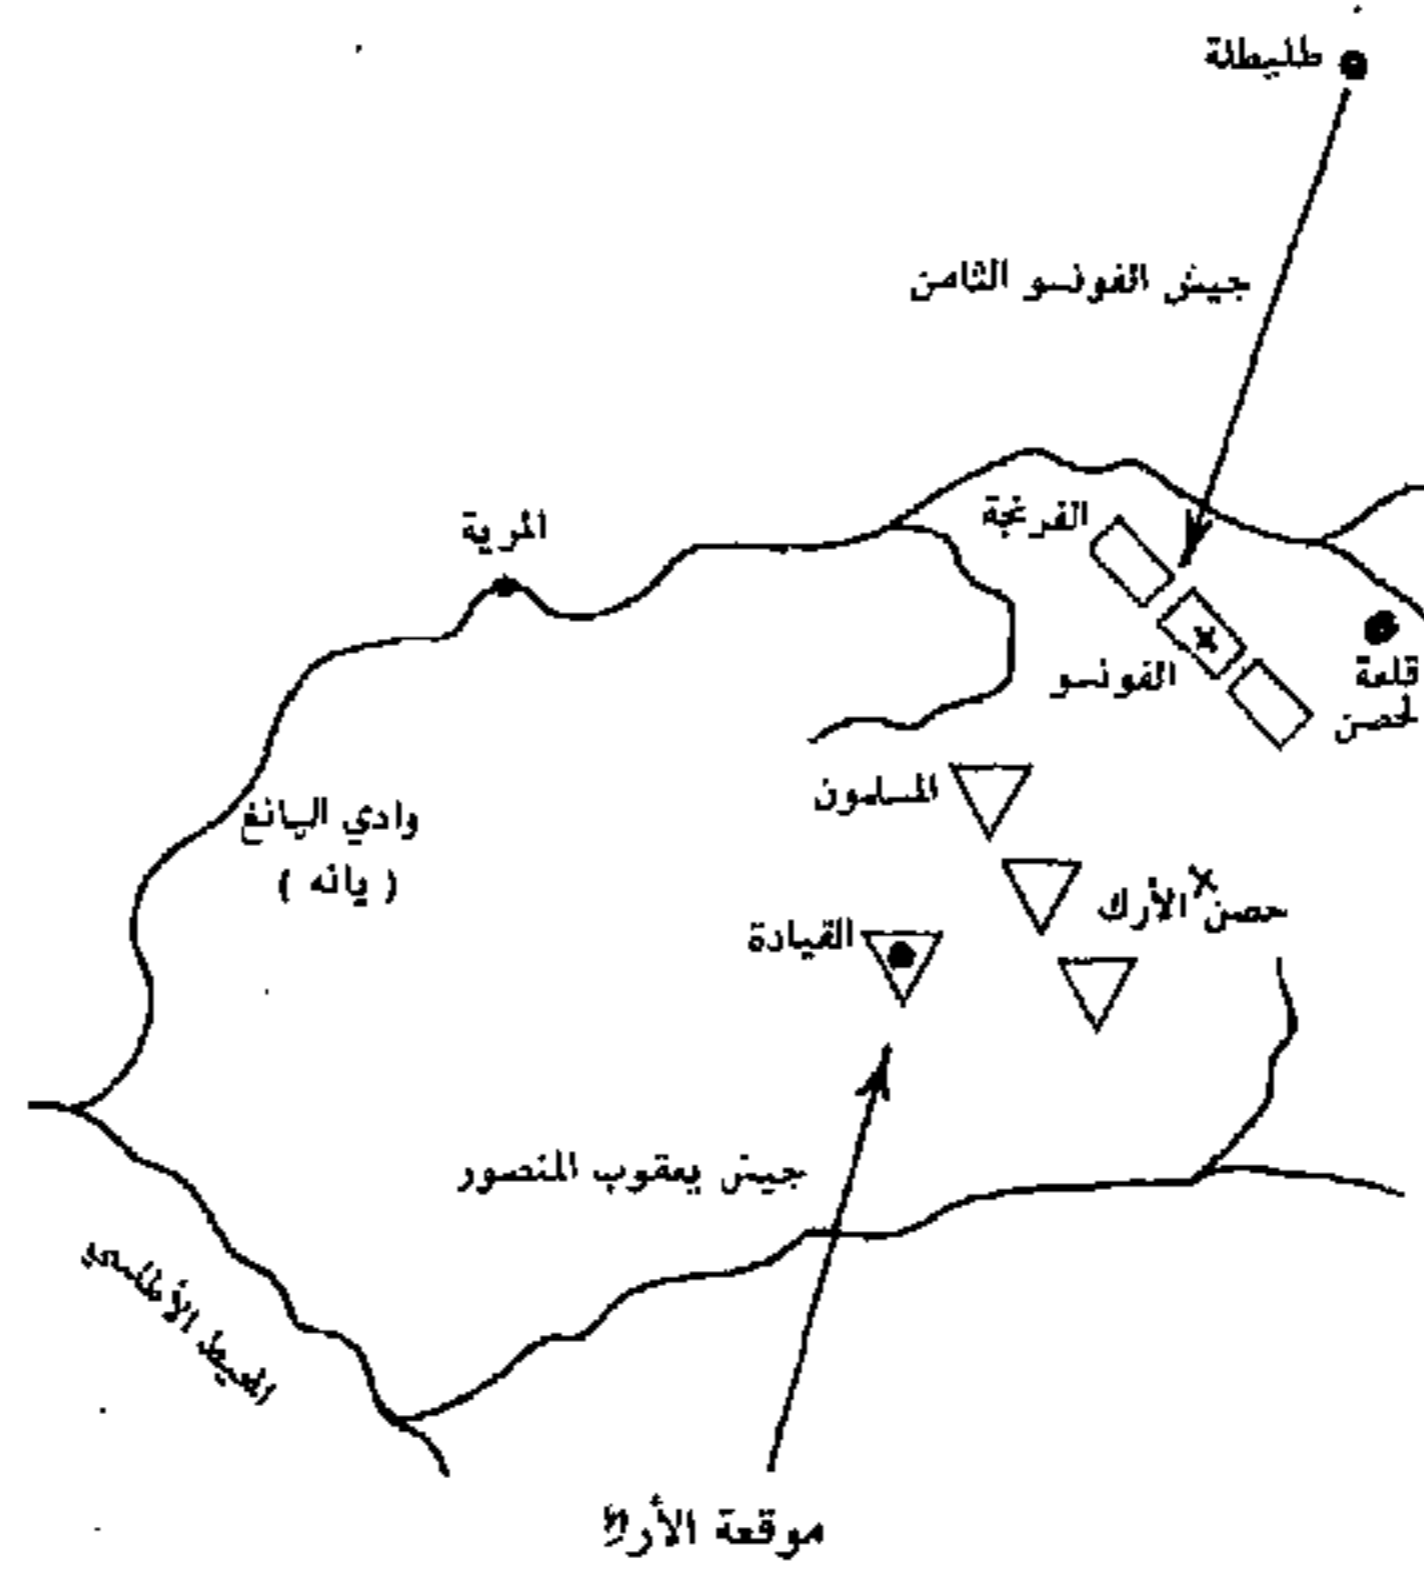 طليطلة
جيش الفونسو الثامن
الفرنجة
المرية
قلعة
لحصن
الفونسو
المسلمون
وادي اليانغ
( يانه )
حصن الأرك
القيادة
جيش يعقوب المنصور
المحيط الأطلسي
موقعة الأرك